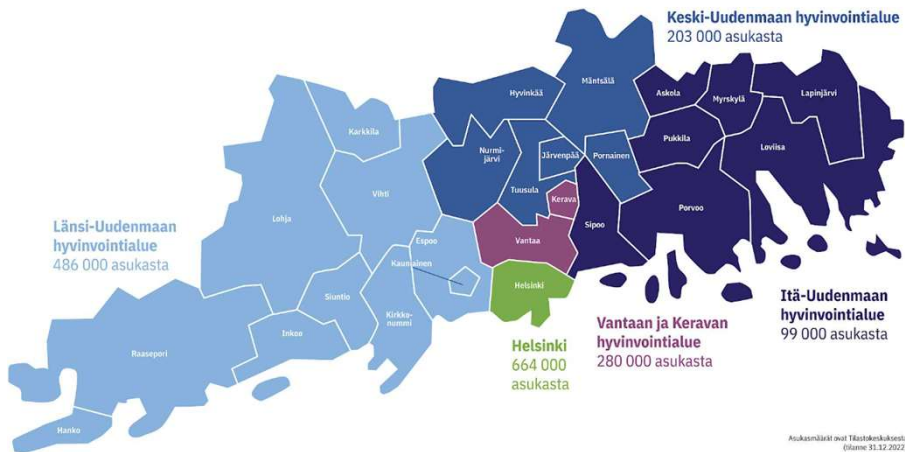 Keski-Uudenmaan hyvinvointialue
203 000 asukasta
Mäntsälä
Hyvinkää
Askola
Myrskylä
Lapinjärvi
Karkkila
Pukkila
Nurmi-
järvi
Järvenpää
Pornainen
Loviisa
Vihti
Tuusula
Kerava
Porvoo
Lohja
Sipoo
Länsi-Uudenmaan
hyvinvointialue
486 000 asukasta
Espoo
Vantaa
Kauniainen
Helsinki
Siuntio
Kirkko-
nummi
Inkoo
Raasepori
Hanko
Itä-Uudenmaan
hyvinvointialue
99 000 asukasta
Vantaan ja Keravan
hyvinvointialue
280 000 asukasta
Helsinki
664 000
asukasta
Asukasmäärät ovat Tilastokeskuksesta
(tilanne 31.12.2022